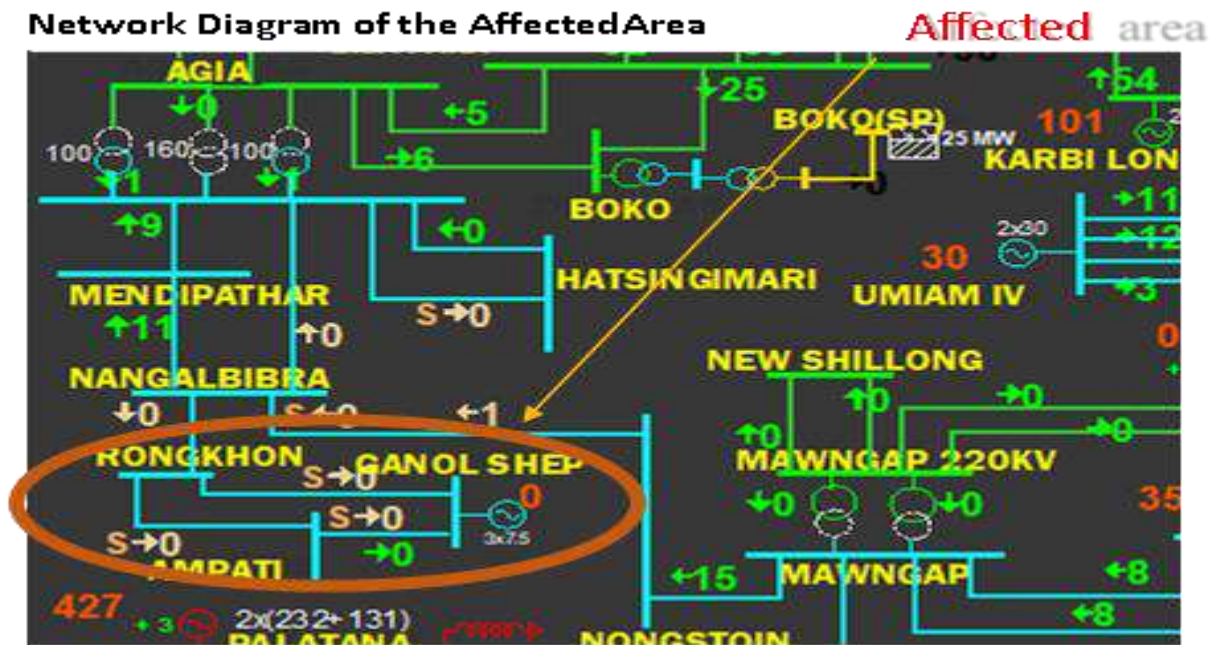 Network Diagram of the Affected Area
Affected area
AGIA
↓0
←5
↓25
↑54
BOKO(SP)
25 MW
101
KARBI LON
100
160
100
→6
↓1
↓1
BOKO
→11
↑9
←0
2x30
→12
30
HATSINGIMARI
UMIAM IV
→3
MENDIPATHAR
S→0
↑11
↑0
0
NEW SHILLONG
NANGALBIBRA
↑0
→0
↓0
S←0
←1
↑0
→0
RONGKHON
GANOL SHEP
MAWNGAP 220KV
S→0
0
↓0
↓0
35
S→0
3x7.5
S→0
→0
AMPATI
←15
MAWNGAP
←8
427
+3
2x(232+131)
←8
PALATANA
NONGSTOIN